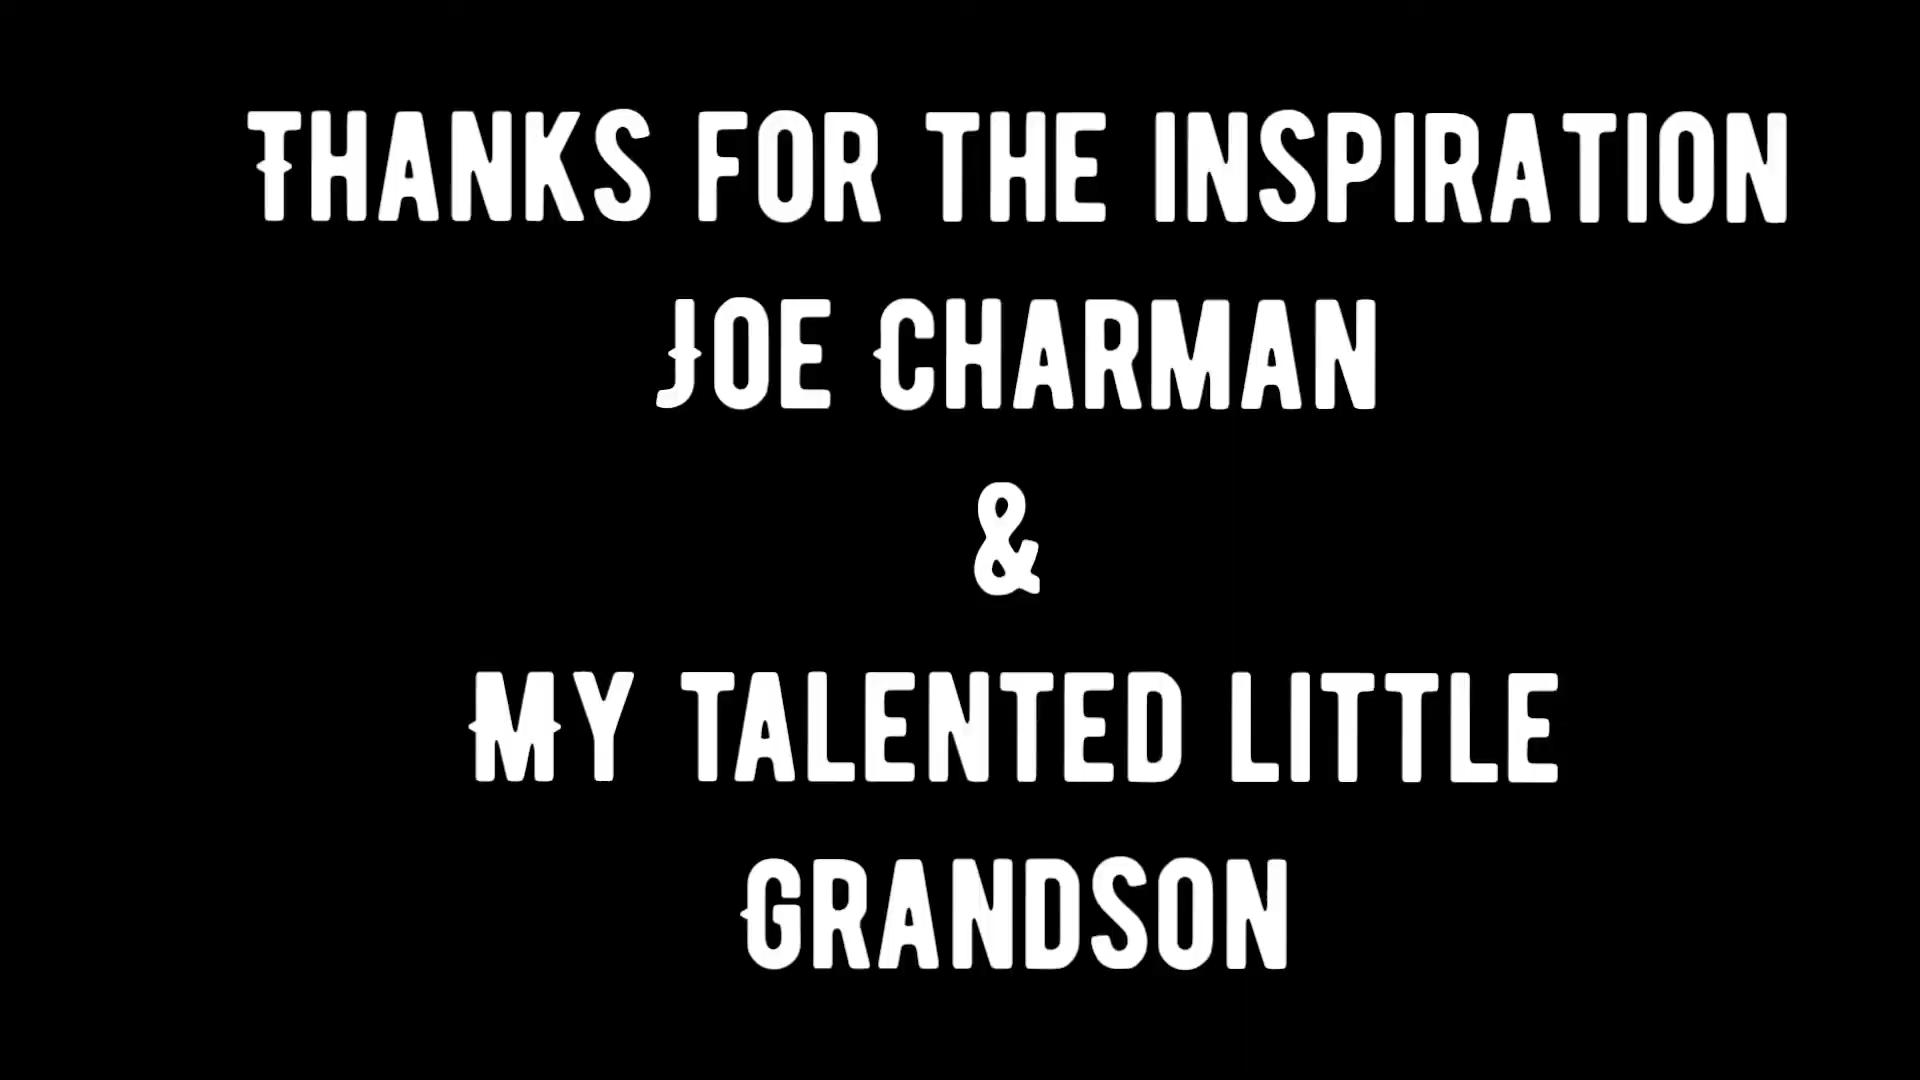 Thanks for the inspiration
Joe Charman
&
My talented little
Grandson